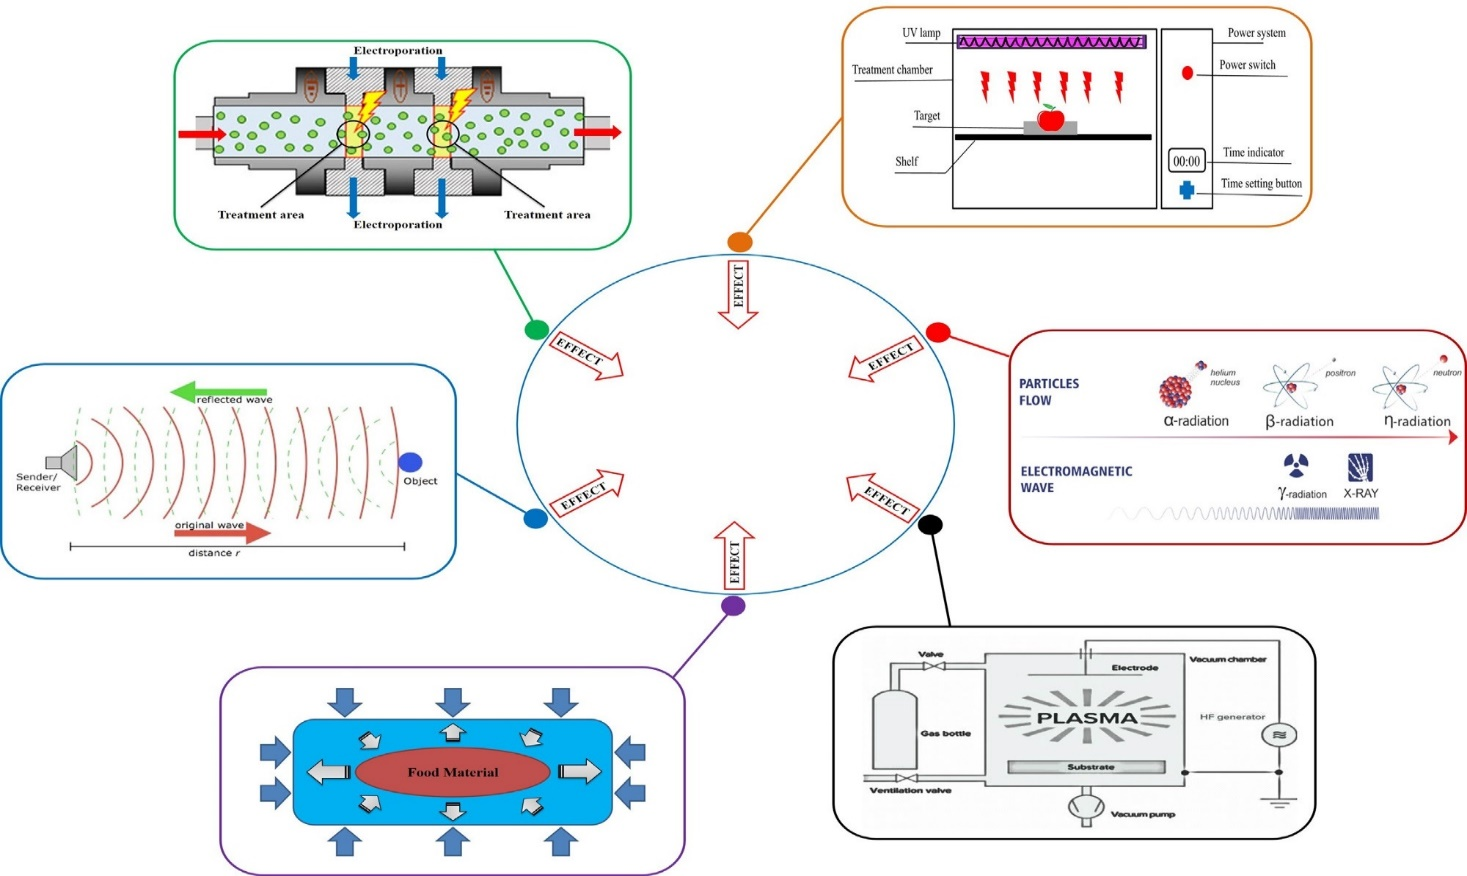 Electroporation
Treatment area
Treatment area
Electroporation
UV lamp
Treatment chamber
Target
Shelf
00:00
Power system
Power switch
Time indicator
Time setting button
EFFECT
EFFECT
EFFECT
EFFECT
EFFECT
EFFECT
reflected wave
Sender/
Receiver
Object
original wave
distance r
PARTICLES
FLOW
helium
nucleus
positron
neutron
α-radiation
β-radiation
η-radiation
ELECTROMAGNETIC
WAVE
γ-radiation
X-RAY
Food Material
Valve
Electrode
Vacuum chamber
PLASMA
HF generator
Gas bottle
Substrate
Ventilation valve
Vacuum pump